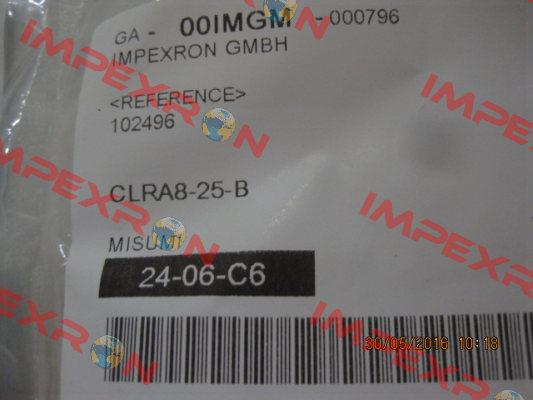 GA - 00IMGM - 000796
IMPEXRON GMBH
<REFERENCE>
102496
CLRA8-25-B
MISUMI
24-06-C6
30/05/2016 10:18
IMPEXRON
IMPEXRON
IMPEXRON
IMPEXRON